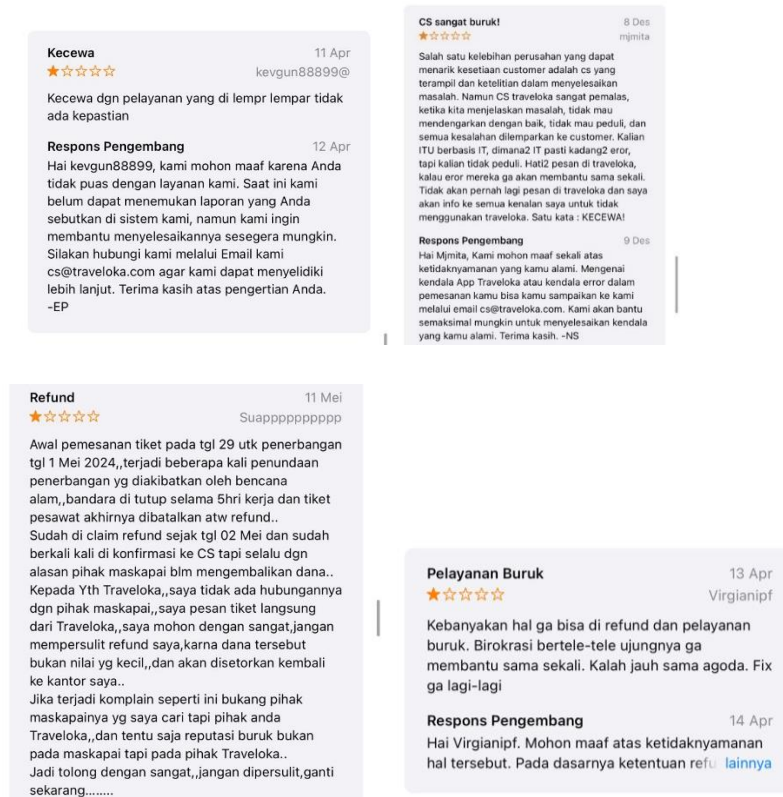 Kecewa 11 Apr
★☆☆☆☆ kevgun88899@
Kecewa dgn pelayanan yang di lempr lempar tidak
ada kepastian
Respons Pengembang 12 Apr
Hai kevgun88899, kami mohon maaf karena Anda
tidak puas dengan layanan kami. Saat ini kami
belum dapat menemukan laporan yang Anda
sebutkan di sistem kami, namun kami ingin
membantu menyelesaikannya sesegera mungkin.
Silakan hubungi kami melalui Email kami
cs@traveloka.com agar kami dapat menyelidiki
lebih lanjut. Terima kasih atas pengertian Anda.
-EP
CS sangat buruk! 8 Des
★☆☆☆☆ mjmita
Salah satu kelebihan perusahan yang dapat
menarik kesetiaan customer adalah cs yang
terampil dan ketelitian dalam menyelesaikan
masalah. Namun CS traveloka sangat pemalas,
ketika kita menjelaskan masalah, tidak mau
mendengarkan dengan baik, tidak mau peduli, dan
semua kesalahan dilemparkan ke customer. Kalian
ITU berbasis IT, dimana2 IT pasti kadang2 eror,
tapi kalian tidak peduli. Hati2 pesan di traveloka,
kalau eror mereka ga akan membantu sama sekali.
Tidak akan pernah lagi pesan di traveloka dan saya
akan info ke semua kenalan saya untuk tidak
menggunakan traveloka. Satu kata : KECEWA!
Respons Pengembang 9 Des
Hai Mjmita, Kami mohon maaf sekali atas
ketidaknyamanan yang kamu alami. Mengenai
kendala App Traveloka atau kendala error dalam
pemesanan kamu bisa kamu sampaikan ke kami
melalui email cs@traveloka.com. Kami akan bantu
semaksimal mungkin untuk menyelesaikan kendala
yang kamu alami. Terima kasih. -NS
Refund 11 Mei
★☆☆☆☆ Suapppppppppp
Awal pemesanan tiket pada tgl 29 utk penerbangan
tgl 1 Mei 2024,,terjadi beberapa kali penundaan
penerbangan yg diakibatkan oleh bencana
alam,,bandara di tutup selama 5hri kerja dan tiket
pesawat akhirnya dibatalkan atw refund..
Sudah di claim refund sejak tgl 02 Mei dan sudah
berkali kali di konfirmasi ke CS tapi selalu dgn
alasan pihak maskapai blm mengembalikan dana..
Kepada Yth Traveloka,,saya tidak ada hubungannya
dgn pihak maskapai,,saya pesan tiket langsung
dari Traveloka,,saya mohon dengan sangat,jangan
mempersulit refund saya,karna dana tersebut
bukan nilai yg kecil,,dan akan disetorkan kembali
ke kantor saya..
Jika terjadi komplain seperti ini bukang pihak
maskapainya yg saya cari tapi pihak anda
Traveloka,,dan tentu saja reputasi buruk bukan
pada maskapai tapi pada pihak Traveloka..
Jadi tolong dengan sangat,,jangan dipersulit,ganti
sekarang........
Pelayanan Buruk 13 Apr
★☆☆☆☆ Virgianipf
Kebanyakan hal ga bisa di refund dan pelayanan
buruk. Birokrasi bertele-tele ujungnya ga
membantu sama sekali. Kalah jauh sama agoda. Fix
ga lagi-lagi
Respons Pengembang 14 Apr
Hai Virgianipf. Mohon maaf atas ketidaknyamanan
hal tersebut. Pada dasarnya ketentuan refu lainnya